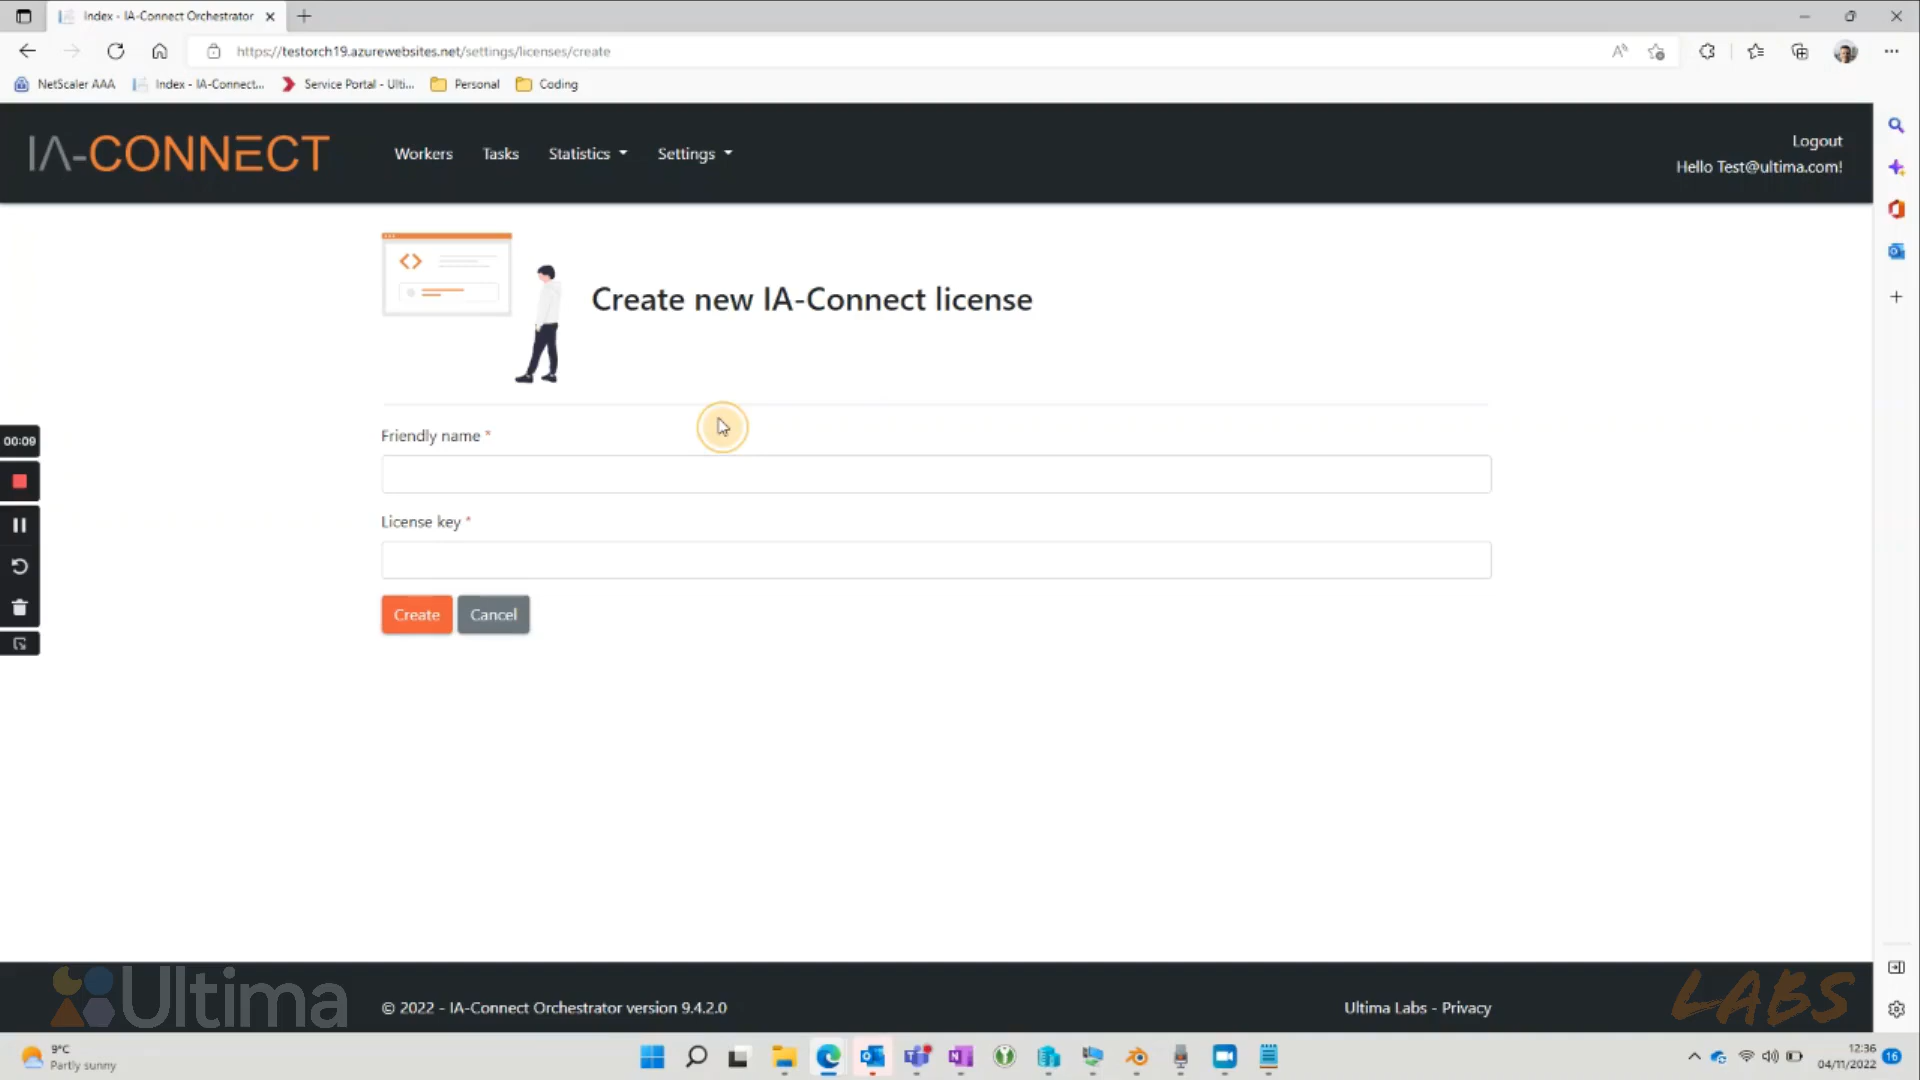 Index - IA-Connect Orchestrator
https://testorch19.azurewebsites.net/settings/licenses/create
NetScaler AAA
Index - IA-Connect...
Service Portal - Ulti...
Personal
Coding
IA-CONNECT
Workers
Tasks
Statistics
Settings
Logout
Hello Test@ultima.com!
Create new IA-Connect license
00:09
Friendly name *
License key *
Create
Cancel
Ultima
© 2022 - IA-Connect Orchestrator version 9.4.2.0
Ultima Labs - Privacy
LABS
9°C
Partly sunny
12:36
04/11/2022
16